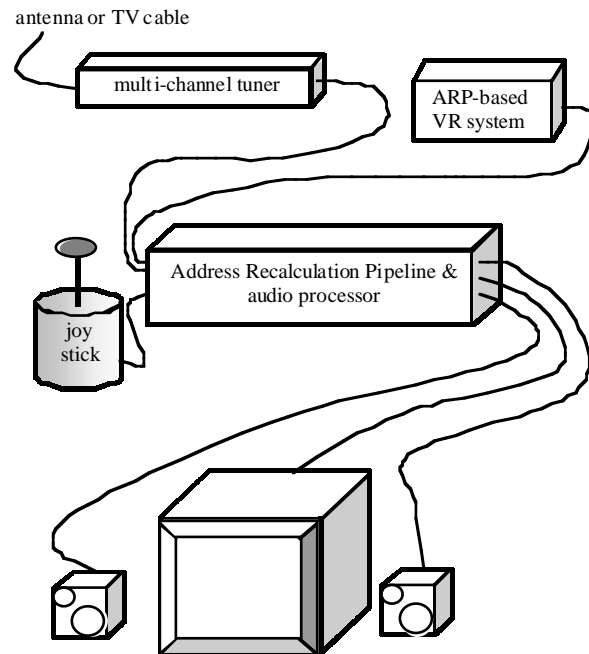 antenna or TV cable
multi-channel tuner
ARP-based
VR system
Address Recalculation Pipeline &
audio processor
joy
stick